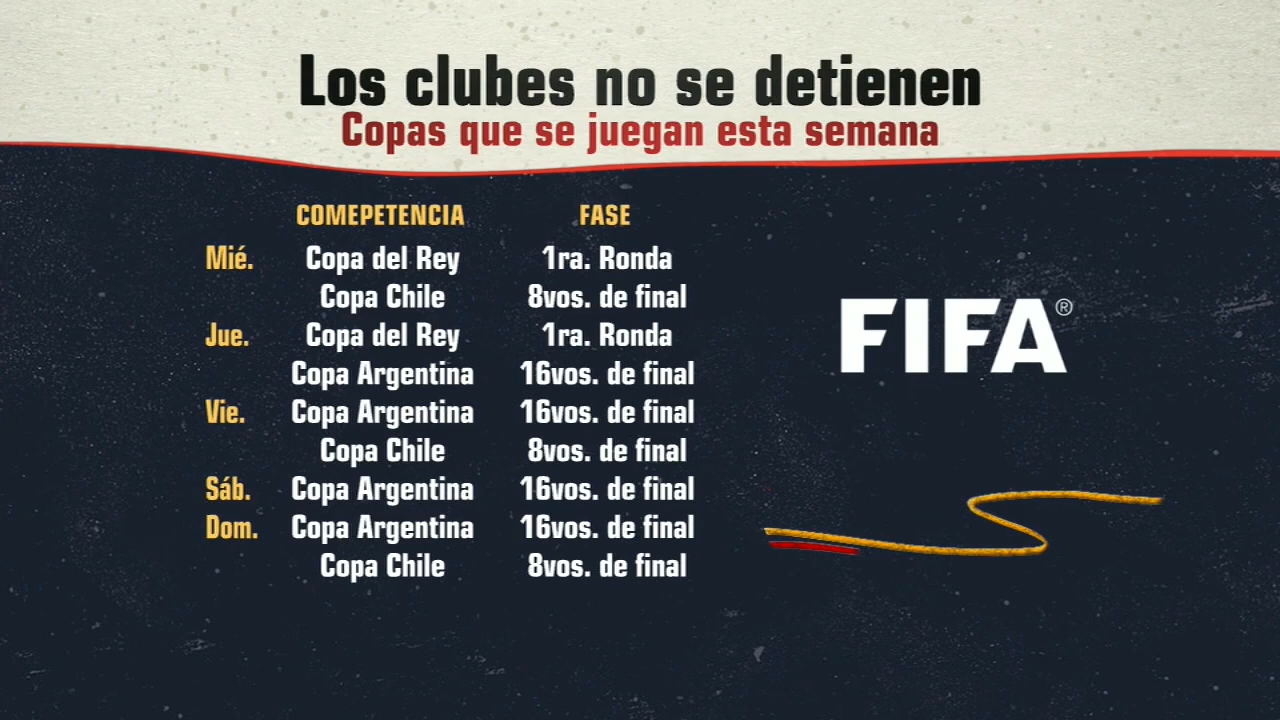 Los clubes no se detienen
Copas que se juegan esta semana
COMEPETENCIA FASE
Mié. Copa del Rey 1ra. Ronda
Copa Chile 8vos. de final
Jue. Copa del Rey 1ra. Ronda
Copa Argentina 16vos. de final
Vie. Copa Argentina 16vos. de final
Copa Chile 8vos. de final
Sáb. Copa Argentina 16vos. de final
Dom. Copa Argentina 16vos. de final
Copa Chile 8vos. de final
FIFA®